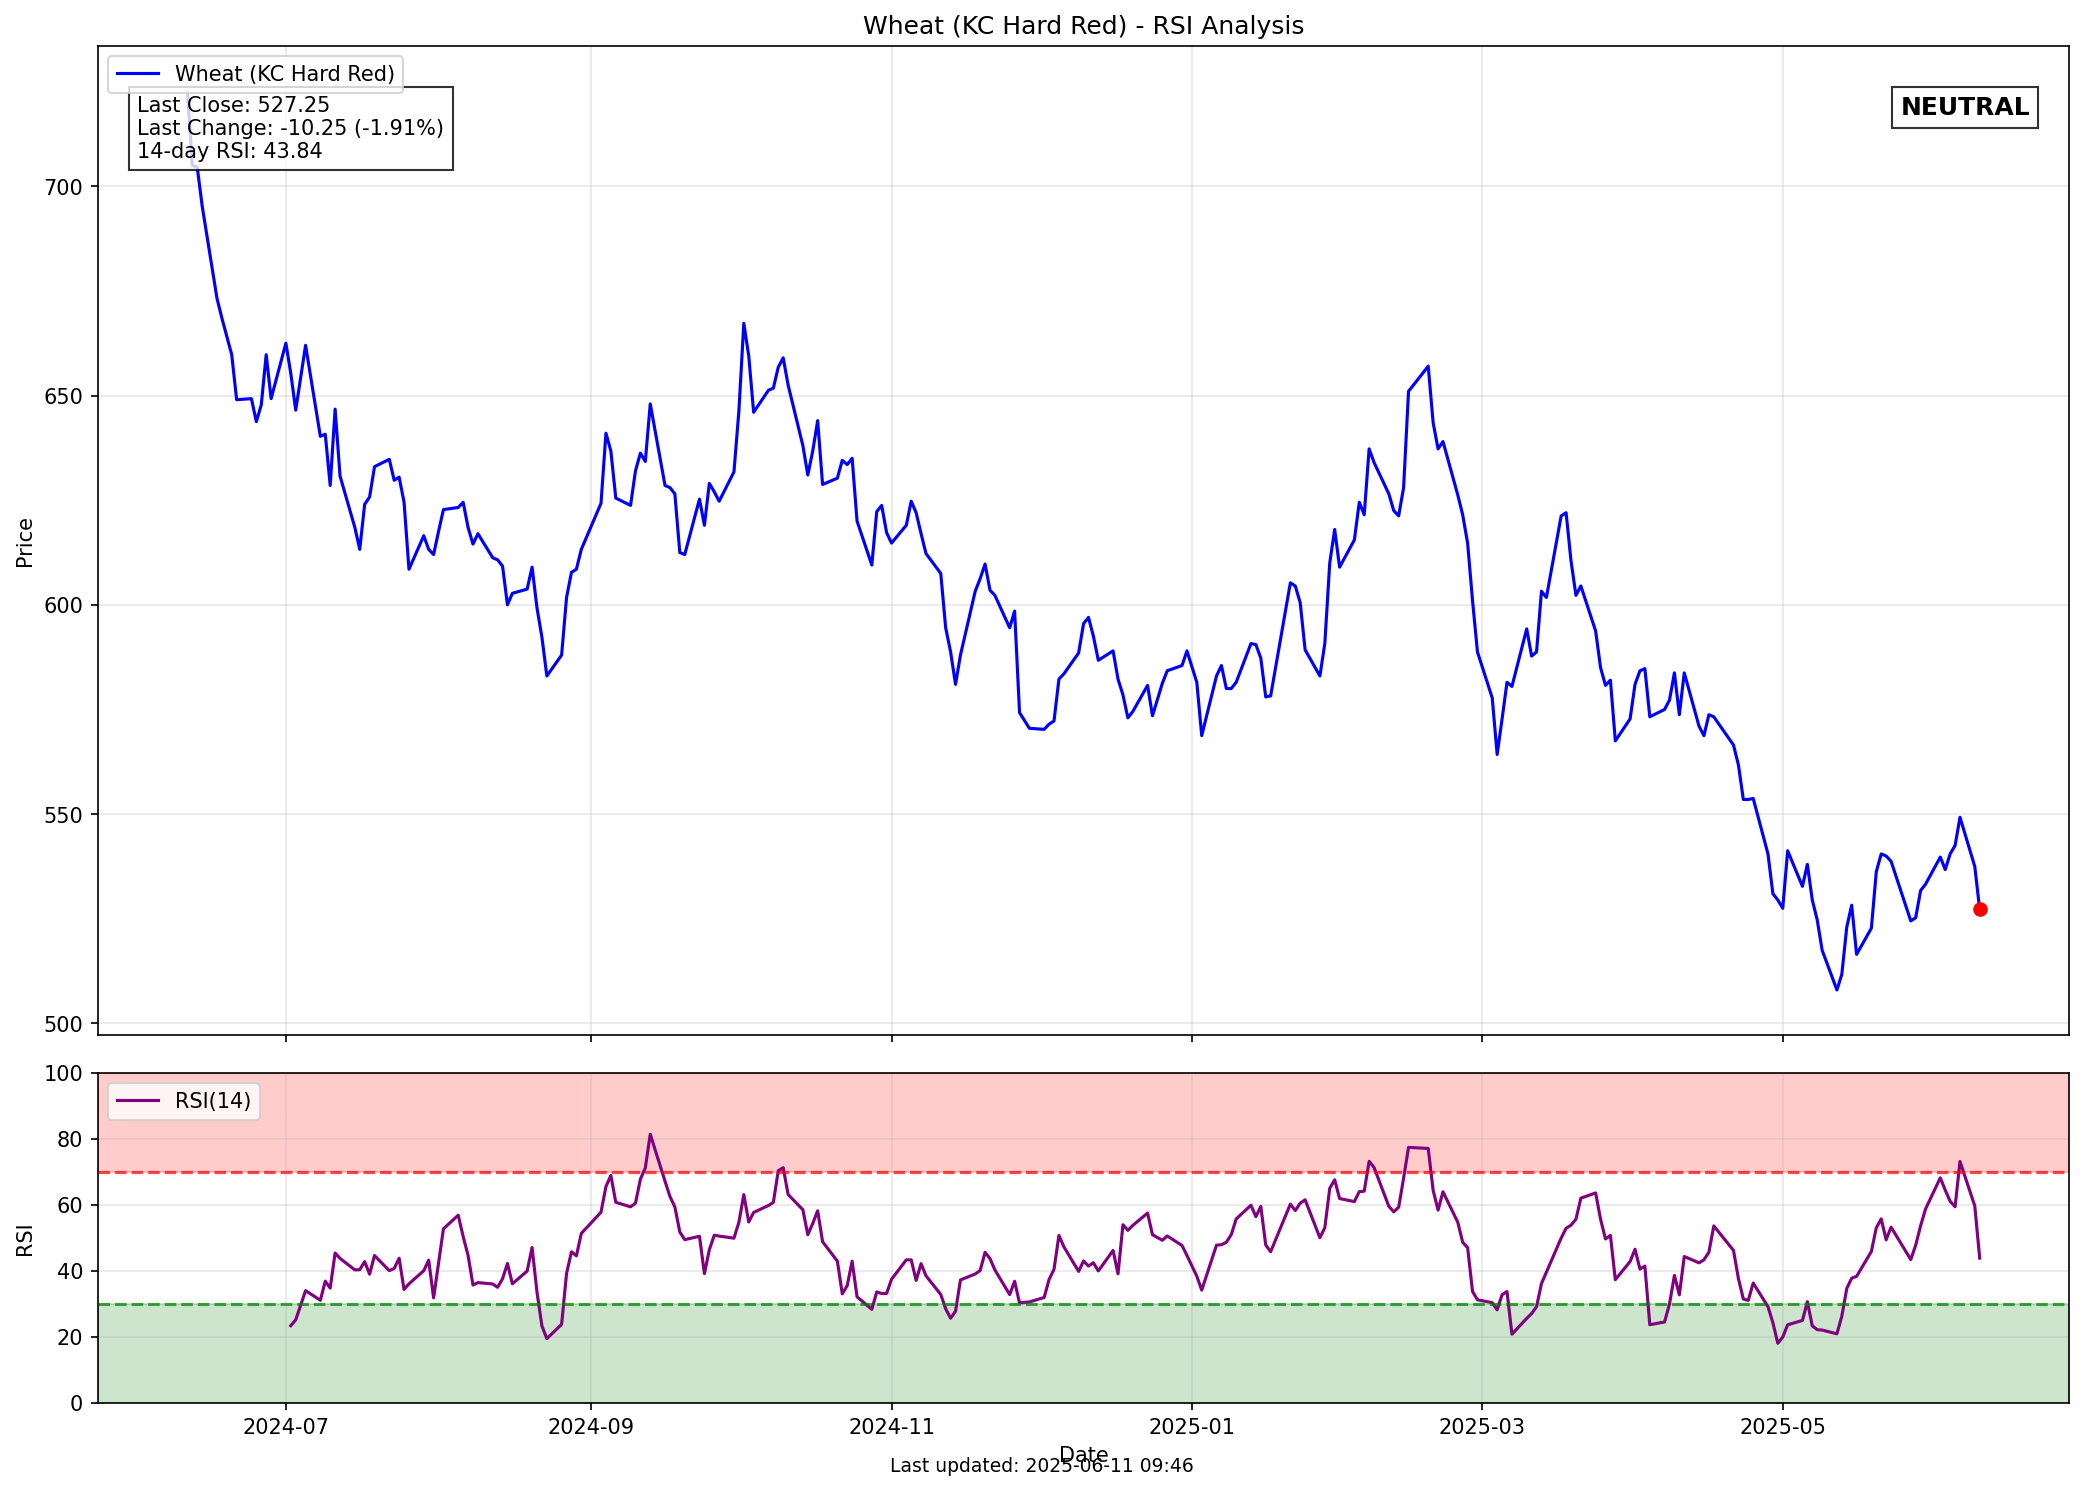 Wheat (KC Hard Red) - RSI Analysis
Wheat (KC Hard Red)
Last Close: 527.25
Last Change: -10.25 (-1.91%)
14-day RSI: 43.84
NEUTRAL
Price
700
650
600
550
500
RSI(14)
RSI
100
80
60
40
20
0
2024-07
2024-09
2024-11
2025-01
2025-03
2025-05
Date
Last updated: 2025-06-11 09:46